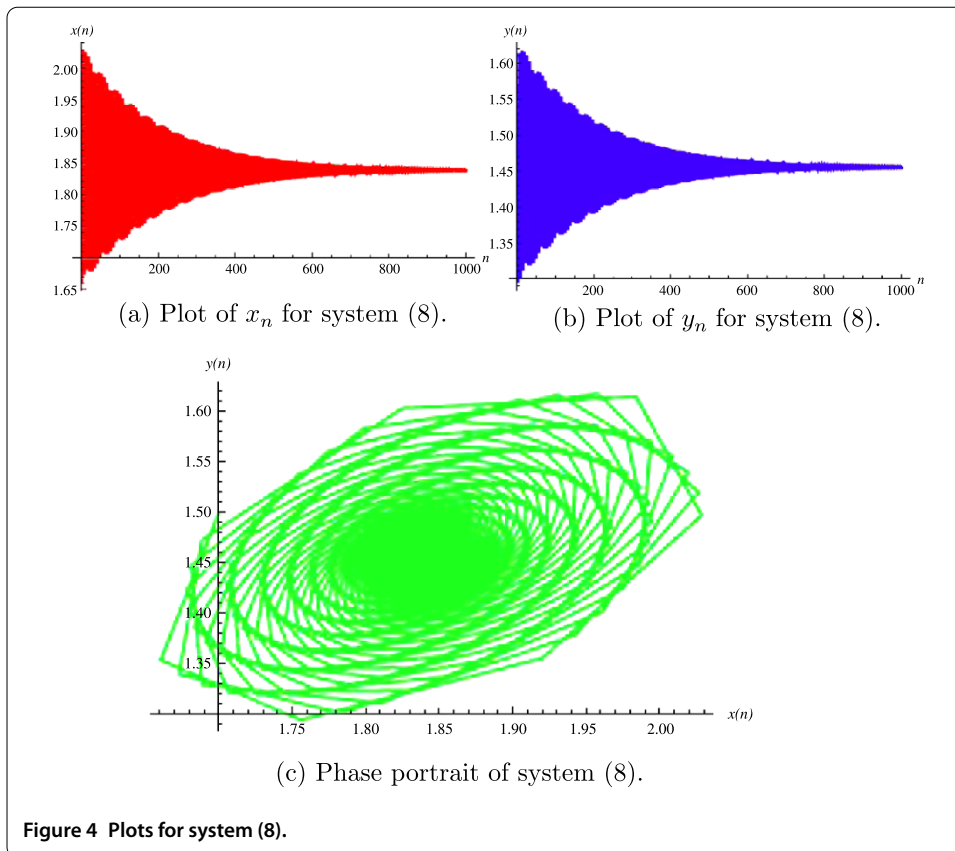 x(n)
2.00
1.95
1.90
1.85
1.80
1.75
1.65
200 400 600 800 1000 n
(a) Plot of xn for system (8).
y(n)
1.60
1.55
1.50
1.45
1.40
1.35
200 400 600 800 1000 n
(b) Plot of yn for system (8).
y(n)
1.60
1.55
1.50
1.45
1.40
1.35
1.75 1.80 1.85 1.90 1.95 2.00 x(n)
(c) Phase portrait of system (8).
Figure 4 Plots for system (8).